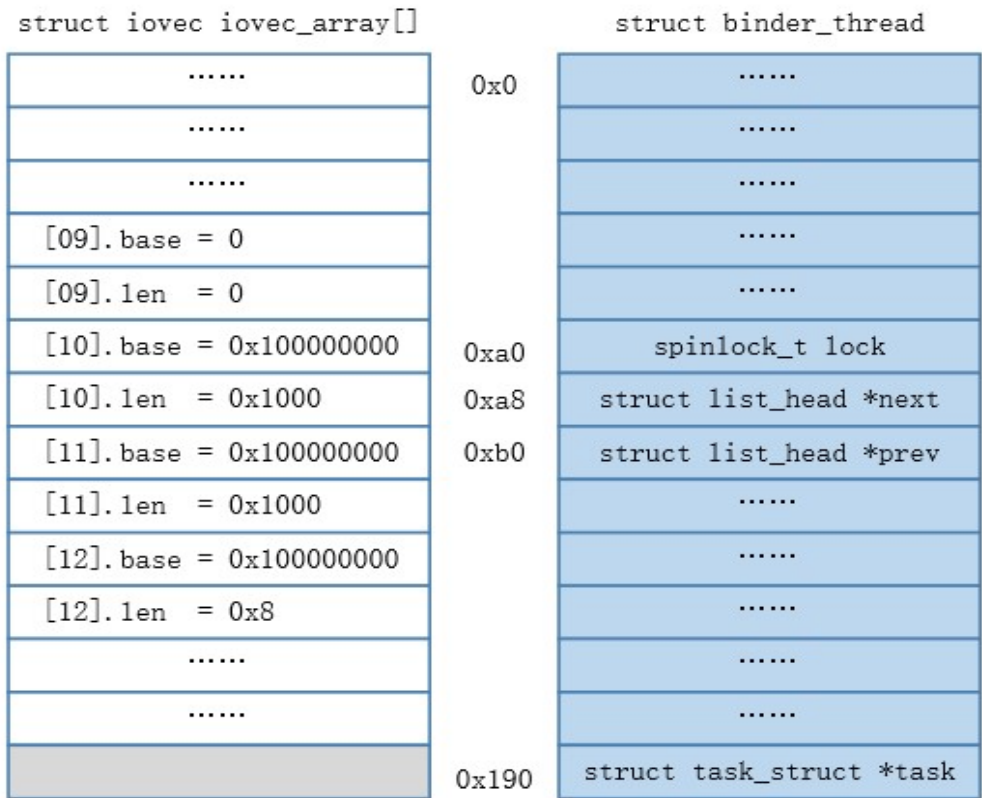 struct iovec iovec_array[]
struct binder_thread
……
0x0
……
……
……
……
……
[09].base = 0
……
[09].len = 0
……
[10].base = 0x100000000
0xa0
spinlock_t lock
[10].len = 0x1000
0xa8
struct list_head *next
[11].base = 0x100000000
0xb0
struct list_head *prev
[11].len = 0x1000
……
[12].base = 0x100000000
……
[12].len = 0x8
……
……
……
……
……
0x190
struct task_struct *task